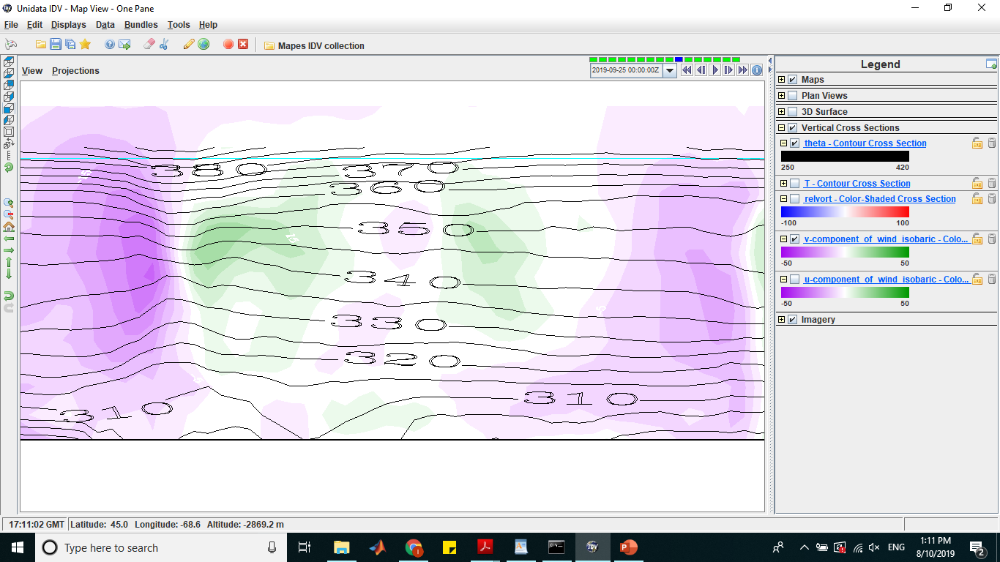 Unidata IDV - Map View - One Pane
File Edit Displays Data Bundles Tools Help
Mapes IDV collection
View Projections
2019-09-25 00:00:00Z
380
370
360
350
340
330
320
310
310
15
Legend
Maps
Plan Views
3D Surface
Vertical Cross Sections
theta - Contour Cross Section
250 420
T - Contour Cross Section
relvort - Color-Shaded Cross Section
-100 100
v-component_of_wind_isobaric - Colo...
-50 50
u-component_of_wind_isobaric - Colo...
-50 50
Imagery
17:11:02 GMT Latitude: 45.0 Longitude: -68.6 Altitude: -2869.2 m
Type here to search
ENG
1:11 PM
8/10/2019
2